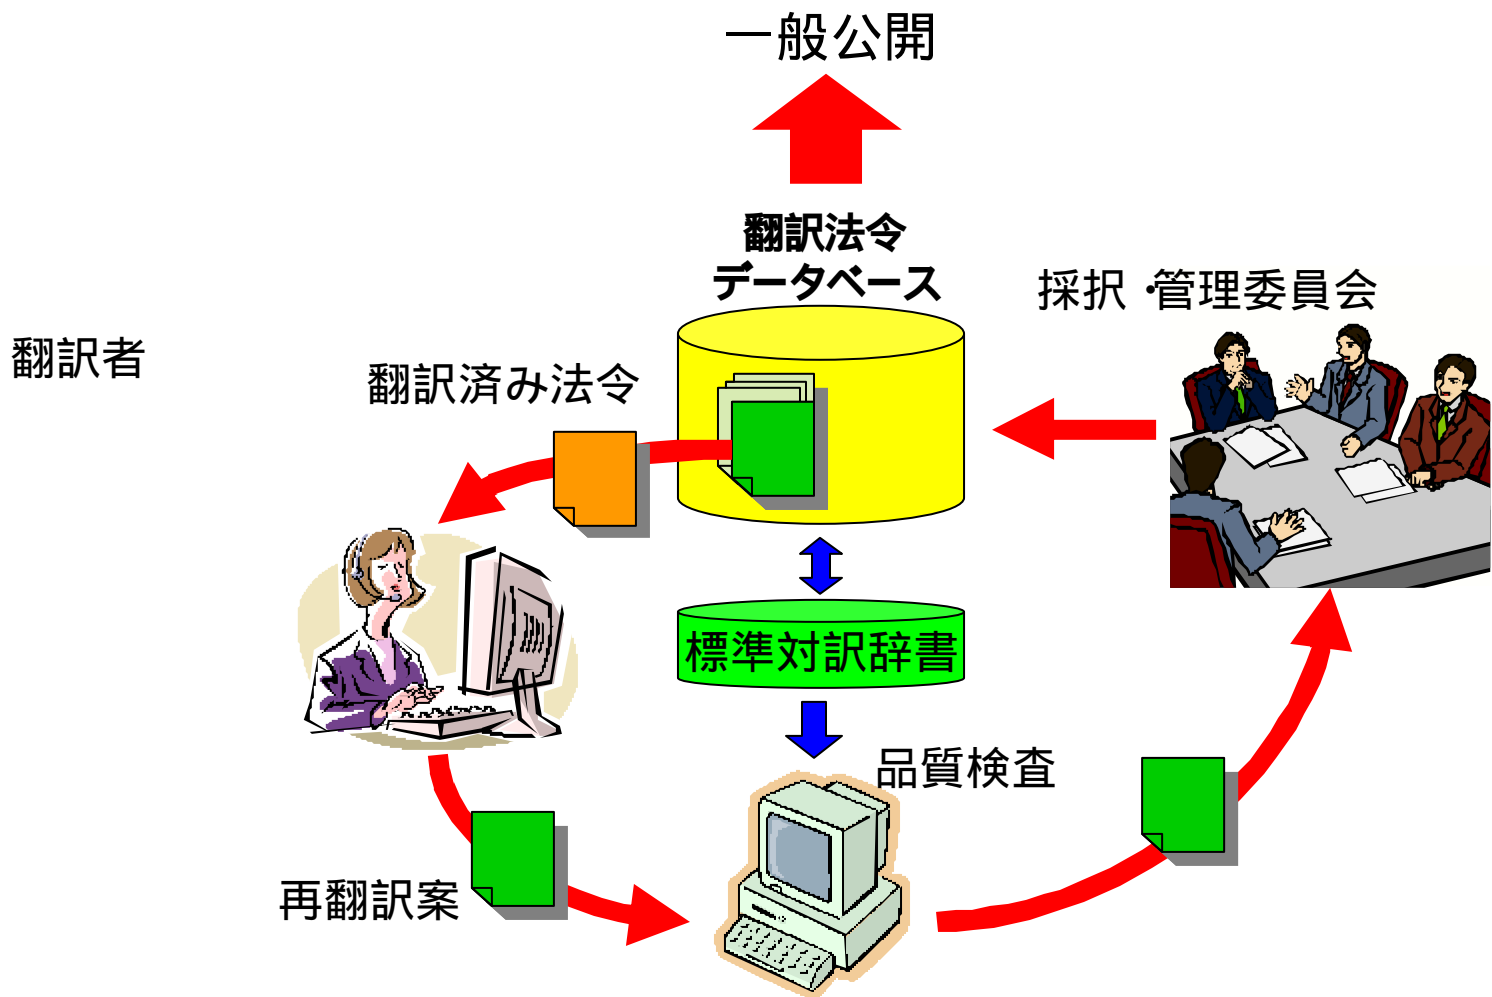 一般公開
翻訳法令
データベース
採択・管理委員会
翻訳者
翻訳済み法令
標準対訳辞書
品質検査
再翻訳案